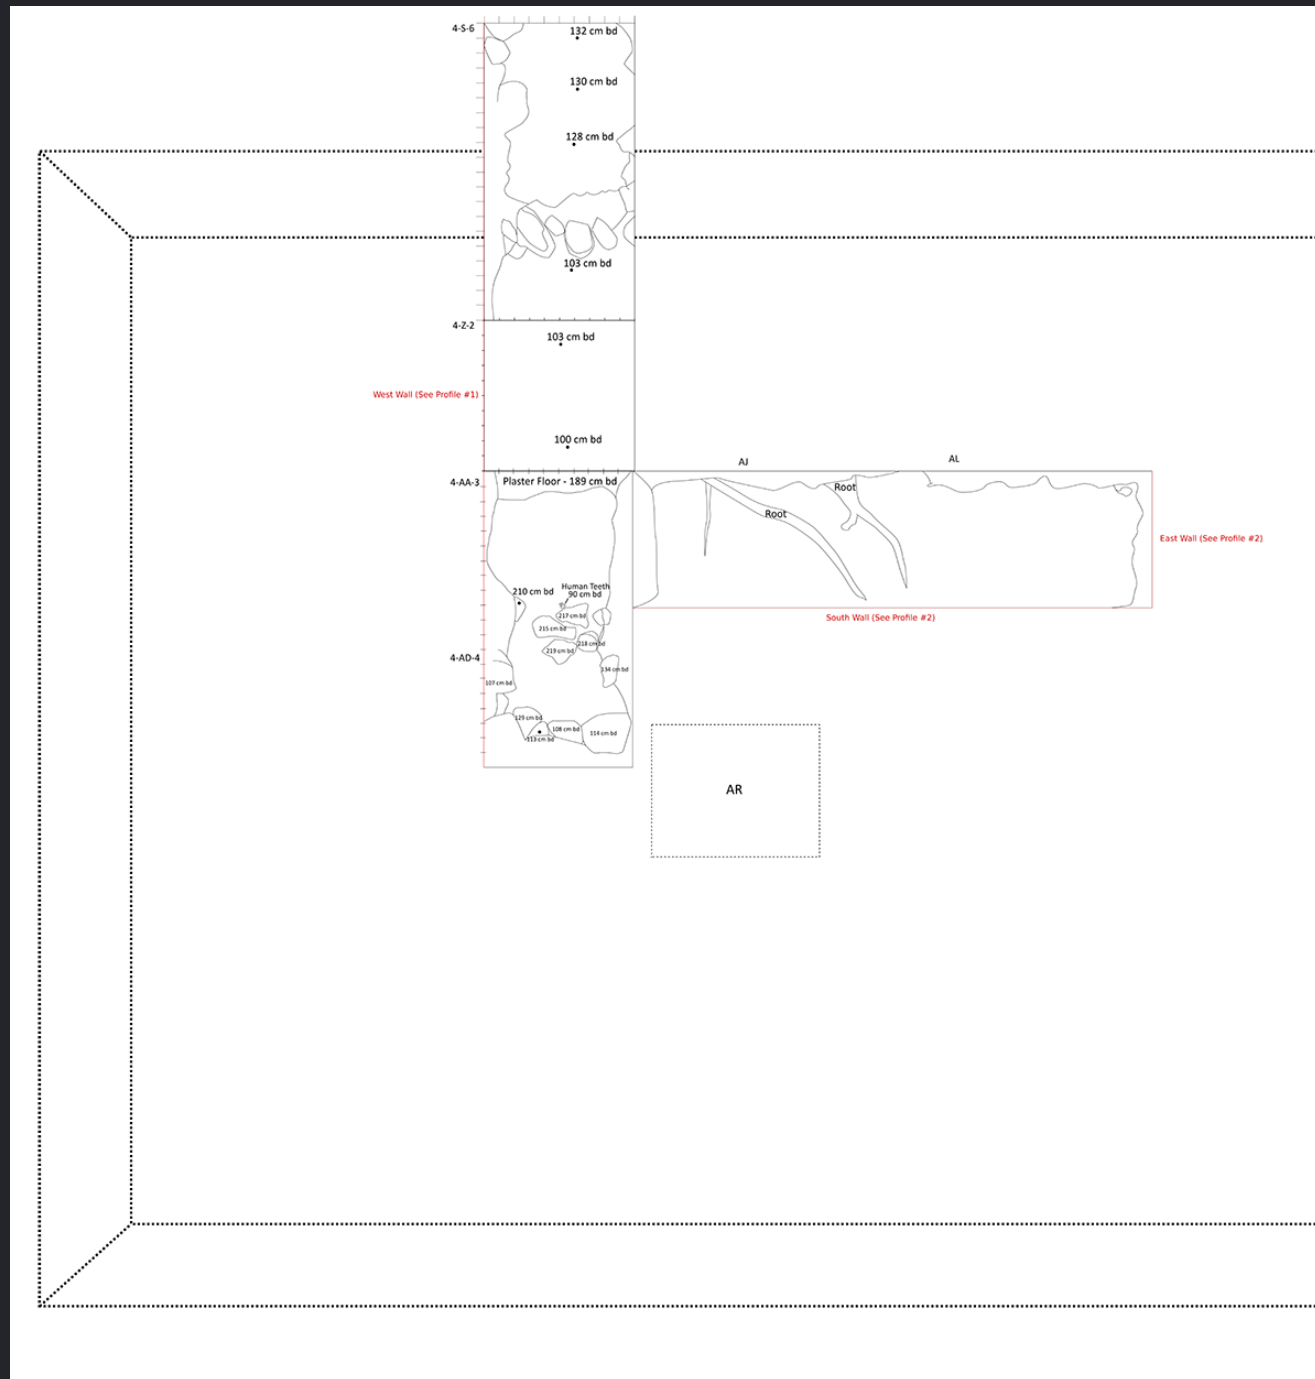 4-S-6
132 cm bd
130 cm bd
128 cm bd
103 cm bd
4-Z-2
103 cm bd
West Wall (See Profile #1)
100 cm bd
AJ
AL
4-AA-3
Plaster Floor - 189 cm bd
Root
Root
East Wall (See Profile #2)
Human Teeth
90 cm bd
210 cm bd
217 cm bd
South Wall (See Profile #2)
215 cm bd
218 cm bd
219 cm bd
4-AD-4
134 cm bd
107 cm bd
129 cm bd
108 cm bd
114 cm bd
113 cm bd
AR